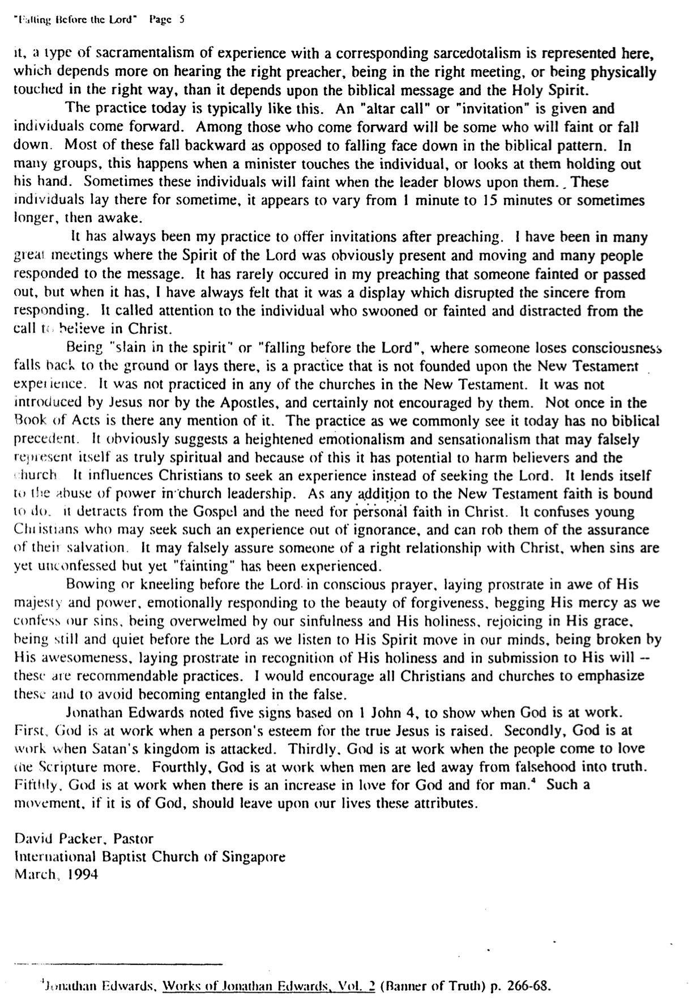 "Falling Before the Lord" Page 5
it, a type of sacramentalism of experience with a corresponding sarcedotalism is represented here,
which depends more on hearing the right preacher, being in the right meeting, or being physically
touched in the right way, than it depends upon the biblical message and the Holy Spirit.
The practice today is typically like this. An "altar call" or "invitation" is given and
individuals come forward. Among those who come forward will be some who will faint or fall
down. Most of these fall backward as opposed to falling face down in the biblical pattern. In
many groups, this happens when a minister touches the individual, or looks at them holding out
his hand. Sometimes these individuals will faint when the leader blows upon them. These
individuals lay there for sometime, it appears to vary from 1 minute to 15 minutes or sometimes
longer, then awake.
It has always been my practice to offer invitations after preaching. I have been in many
great meetings where the Spirit of the Lord was obviously present and moving and many people
responded to the message. It has rarely occured in my preaching that someone fainted or passed
out, but when it has, I have always felt that it was a display which disrupted the sincere from
responding. It called attention to the individual who swooned or fainted and distracted from the
call to believe in Christ.
Being "slain in the spirit" or "falling before the Lord", where someone loses consciousness
falls back to the ground or lays there, is a practice that is not founded upon the New Testament
experience. It was not practiced in any of the churches in the New Testament. It was not
introduced by Jesus nor by the Apostles, and certainly not encouraged by them. Not once in the
Book of Acts is there any mention of it. The practice as we commonly see it today has no biblical
precedent. It obviously suggests a heightened emotionalism and sensationalism that may falsely
represent itself as truly spiritual and because of this it has potential to harm believers and the
church It influences Christians to seek an experience instead of seeking the Lord. It lends itself
to the abuse of power in church leadership. As any addition to the New Testament faith is bound
to do, it detracts from the Gospel and the need for personal faith in Christ. It confuses young
Christians who may seek such an experience out of ignorance, and can rob them of the assurance
of their salvation. It may falsely assure someone of a right relationship with Christ, when sins are
yet unconfessed but yet "fainting" has been experienced.
Bowing or kneeling before the Lord in conscious prayer, laying prostrate in awe of His
majesty and power, emotionally responding to the beauty of forgiveness, begging His mercy as we
confess our sins, being overwelmed by our sinfulness and His holiness, rejoicing in His grace,
being still and quiet before the Lord as we listen to His Spirit move in our minds, being broken by
His awesomeness, laying prostrate in recognition of His holiness and in submission to His will --
these are recommendable practices. I would encourage all Christians and churches to emphasize
these and to avoid becoming entangled in the false.
Jonathan Edwards noted five signs based on 1 John 4, to show when God is at work.
First, God is at work when a person's esteem for the true Jesus is raised. Secondly, God is at
work when Satan's kingdom is attacked. Thirdly, God is at work when the people come to love
the Scripture more. Fourthly, God is at work when men are led away from falsehood into truth.
Fifthly, God is at work when there is an increase in love for God and for man.⁴ Such a
movement, if it is of God, should leave upon our lives these attributes.
David Packer, Pastor
International Baptist Church of Singapore
March, 1994
⁴Jonathan Edwards, Works of Jonathan Edwards, Vol. 2 (Banner of Truth) p. 266-68.